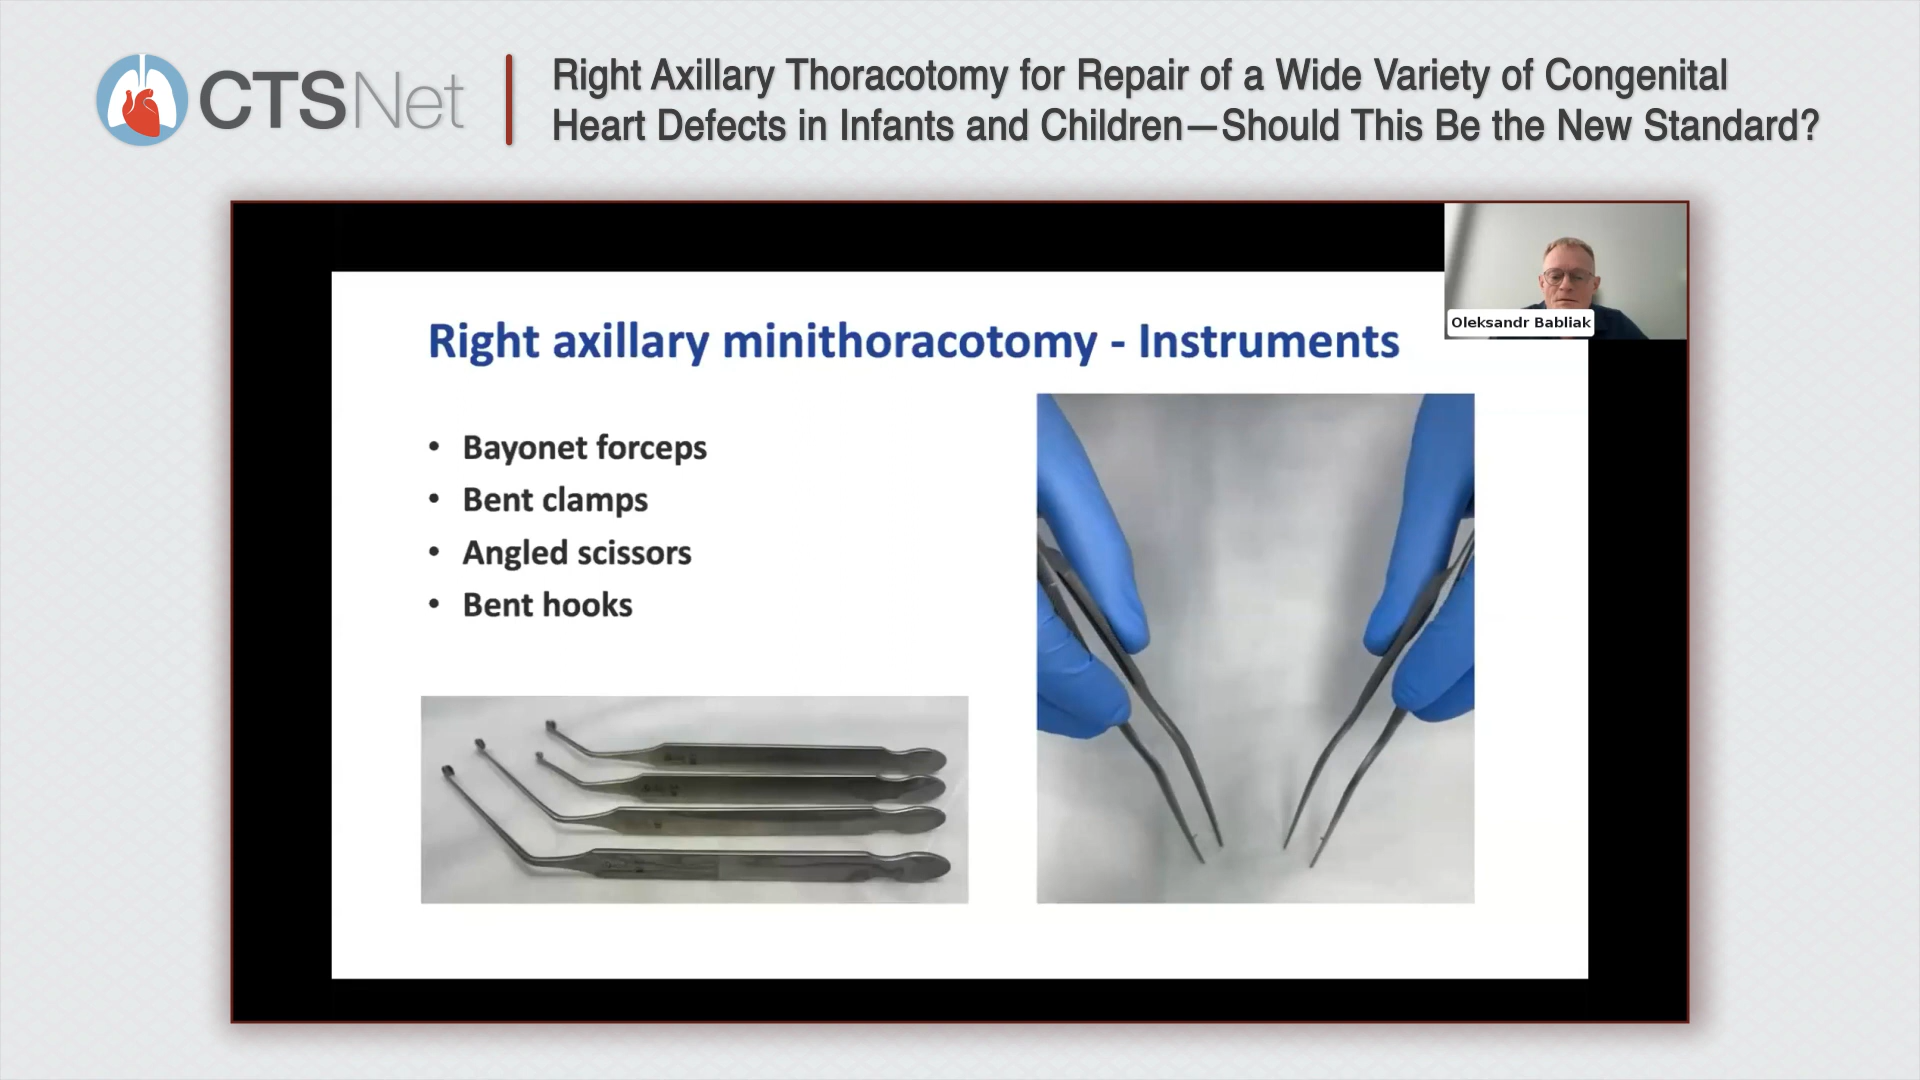 CTSNet
Right Axillary Thoracotomy for Repair of a Wide Variety of Congenital
Heart Defects in Infants and Children—Should This Be the New Standard?
Oleksandr Babliak
Right axillary minithoracotomy - Instruments
• Bayonet forceps
• Bent clamps
• Angled scissors
• Bent hooks